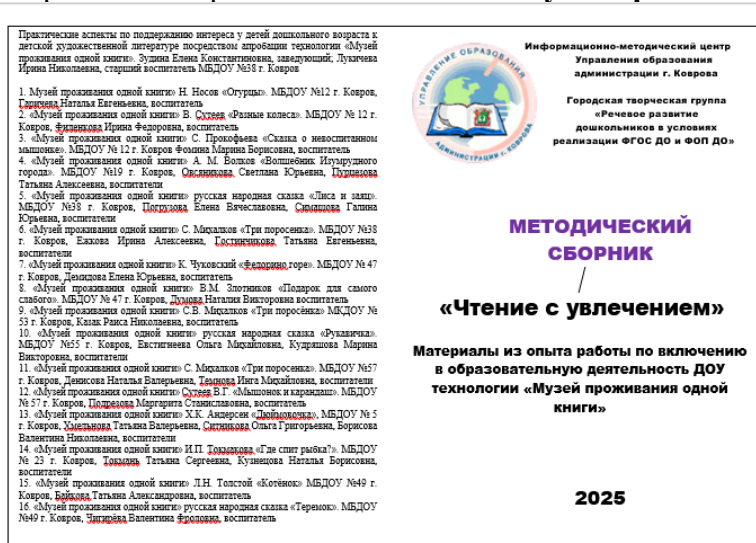 Практические аспекты по поддержанию интереса у детей дошкольного возраста к
детской художественной литературе посредством апробации технологии «Музей
проживания одной книги». Зудина Елена Константиновна, заведующий; Лукичева
Ирина Николаевна, старший воспитатель МБДОУ №38 г. Ковров
1. Музей проживания одной книги» Н. Носов «Огурцы». МБДОУ №12 г. Ковров,
Гаричева Наталья Евгеньевна, воспитатель
2. «Музей проживания одной книги» В. Сутеев «Разные колеса». МБДОУ № 12 г.
Ковров, Физенкова Ирина Федоровна, воспитатель
3. «Музей проживания одной книги» С. Прокофьева «Сказка о невоспитанном
мышонке». МБДОУ № 12 г. Ковров Фомина Марина Борисовна, воспитатель
4. «Музей проживания одной книги» А. М. Волков «Волшебник Изумрудного
города». МБДОУ №19 г. Ковров, Овсяникова Светлана Юрьевна,
Татьяна Алексеевна, воспитатели
5. «Музей проживания одной книги» русская народная сказка «Лиса и заяц».
МБДОУ №38 г. Ковров, Погрузова Елена Вячеславовна, Симашова Галина
Юрьевна, воспитатели
6. «Музей проживания одной книги» С. Михалков «Три поросенка». МБДОУ №38
г. Ковров, Ежкова Ирина Алексеевна, Гостинчикова Татьяна Евгеньевна,
воспитатели
7. «Музей проживания одной книги» К. Чуковский «Федорино горе». МБДОУ № 47
г. Ковров, Демидова Елена Юрьевна, воспитатель
8. «Музей проживания одной книги» В.М. Злотников «Подарок для самого
слабого». МБДОУ № 47 г. Ковров, Думова Наталия Викторовна воспитатель
9. «Музей проживания одной книги» С.В. Михалков «Три поросёнка» МКДОУ №
53 г. Ковров, Казак Раиса Николаевна, воспитатель
10. «Музей проживания одной книги» русская народная сказка «Рукавичка».
МБДОУ №55 г. Ковров, Евстигнеева Ольга Михайловна, Кудряшова Марина
Викторовна, воспитатели
11. «Музей проживания одной книги» С. Михалков «Три поросенка». МБДОУ №57
г. Ковров, Денисова Наталья Валерьевна, Темнова Инга Михайловна, воспитатели
12. «Музей проживания одной книги» Сутеев В.Г. «Мышонок и карандаш». МБДОУ
№ 57 г. Ковров, Подрезова Маргарита Станиславовна, воспитатель
13. «Музей проживания одной книги» Х.К. Андерсен «Дюймовочка», МБДОУ № 5
г. Ковров, Хмельнова Татьяна Валерьевна, Ситникова Ольга Григорьевна, Борисова
Валентина Николаевна, воспитатели
14. «Музей проживания одной книги» И.П. Токмакова «Где спит рыбка?». МБДОУ
№ 23 г. Ковров, Токмань Татьяна Сергеевна, Кузнецова Наталья Борисовна,
воспитатели
15. «Музей проживания одной книги» Л.Н. Толстой «Котёнок» МБДОУ №49 г.
Ковров, Байкова Татьяна Александровна, воспитатель
16. «Музей проживания одной книги» русская народная сказка «Теремок». МБДОУ
№49 г. Ковров, Чигирёва Валентина Фроловна, воспитатель
УПРАВЛЕНИЕ ОБРАЗОВАНИЯ
АДМИНИСТРАЦИИ г. КОВРОВА
Информационно-методический центр
Управления образования
администрации г. Коврова
Городская творческая группа
«Речевое развитие
дошкольников в условиях
реализации ФГОС ДО и ФОП ДО»
МЕТОДИЧЕСКИЙ
СБОРНИК
«Чтение с увлечением»
Материалы из опыта работы по включению
в образовательную деятельность ДОУ
технологии «Музей проживания одной
книги»
2025